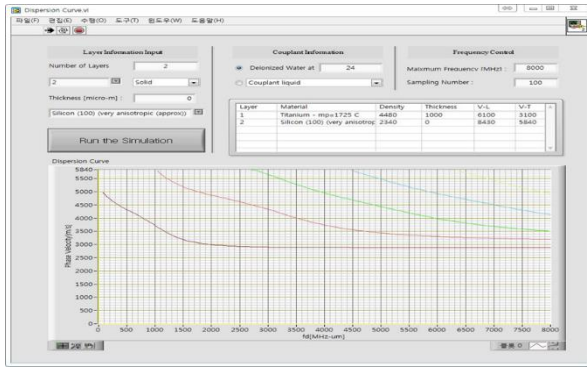 Dispersion Curve.vi
파일(F) 편집(E) 수행(O) 도구(T) 윈도우(W) 도움말(H)
Layer Information Input
Number of Layers 2
2 Solid
Thickness [micro-m] : 0
Silicon (100) (very anisotropic (approx))
Run the Simulation
Couplant Information
Deionized Water at : 24
Couplant liquid
Frequency Control
Maximum Frequency [MHz] : 8000
Sampling Number : 100
Layer Material Density Thickness V-L V-T
1 Titanium - mp=1725 C 4480 1000 6100 3100
2 Silicon (100) (very anisotrop 2340 0 8430 5840
Dispersion Curve
5840
5500
5000
4500
4000
3500
3000
2500
2000
1500
1000
500
0
Phase Velocity[m/s]
0 500 1000 1500 2000 2500 3000 3500 4000 4500 5000 5500 6000 6500 7000 7500 8000
fd[MHz-um]
플롯 0